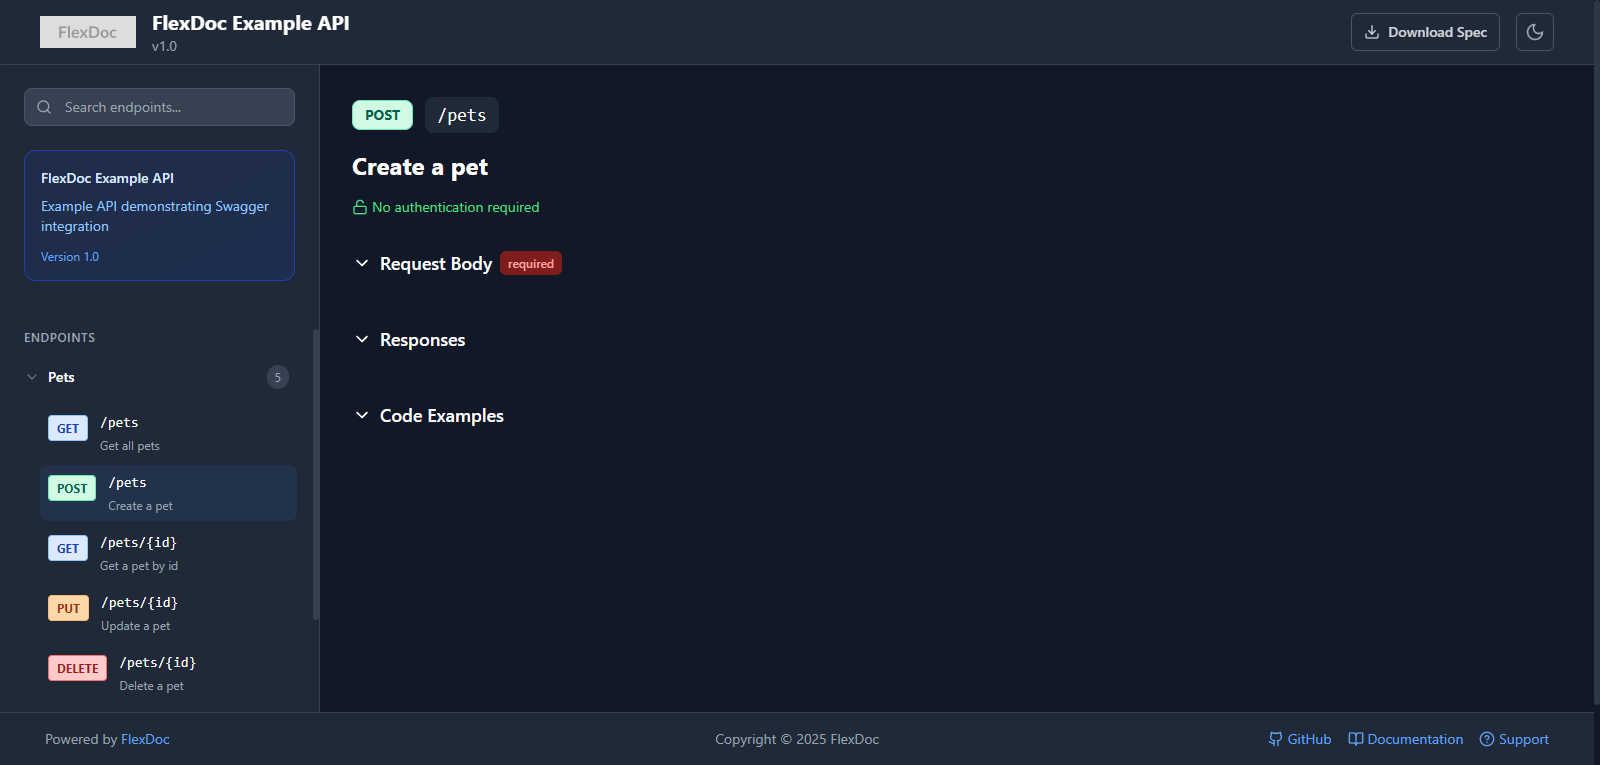 FlexDoc
FlexDoc Example API
v1.0
Download Spec
Search endpoints...
FlexDoc Example API
Example API demonstrating Swagger
integration
Version 1.0
ENDPOINTS
Pets
5
GET /pets
Get all pets
POST /pets
Create a pet
GET /pets/{id}
Get a pet by id
PUT /pets/{id}
Update a pet
DELETE /pets/{id}
Delete a pet
POST /pets
Create a pet
No authentication required
Request Body required
Responses
Code Examples
Powered by FlexDoc
Copyright © 2025 FlexDoc
GitHub
Documentation
Support